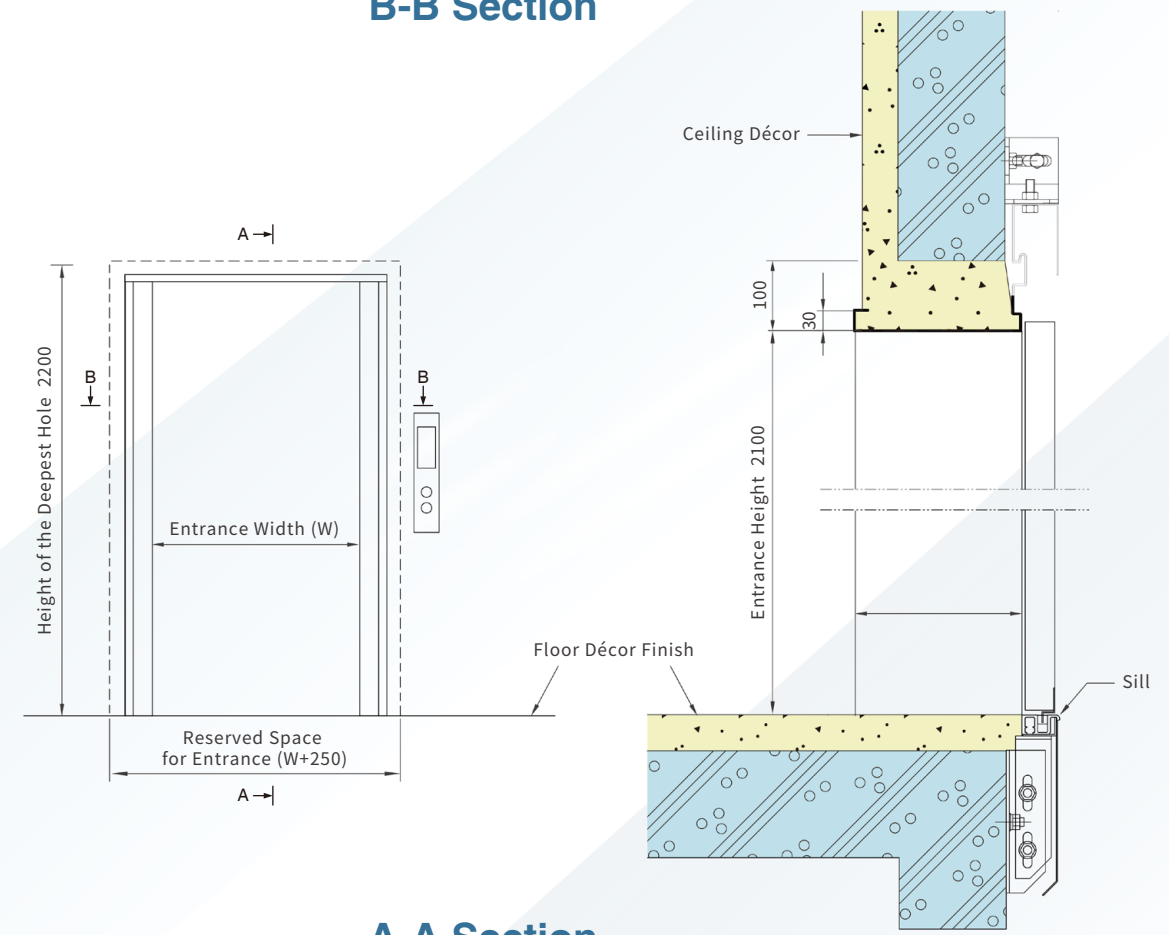 B-B Section
Ceiling Décor
A
100
30
B
B
Height of the Deepest Hole 2200
Entrance Height 2100
Entrance Width (W)
Floor Décor Finish
Sill
Reserved Space
for Entrance (W+250)
A
A-A Section